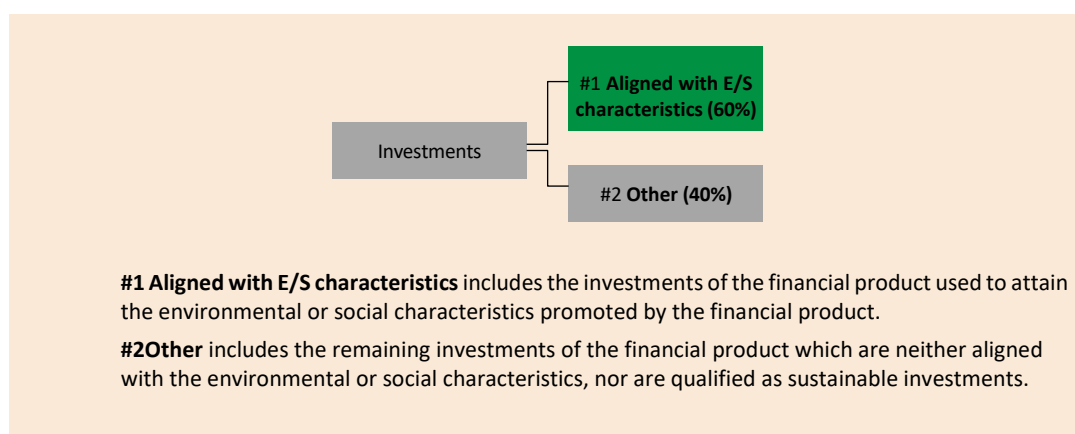 #1 Aligned with E/S
characteristics (60%)
Investments
#2 Other (40%)
#1 Aligned with E/S characteristics includes the investments of the financial product used to attain
the environmental or social characteristics promoted by the financial product.
#2Other includes the remaining investments of the financial product which are neither aligned
with the environmental or social characteristics, nor are qualified as sustainable investments.